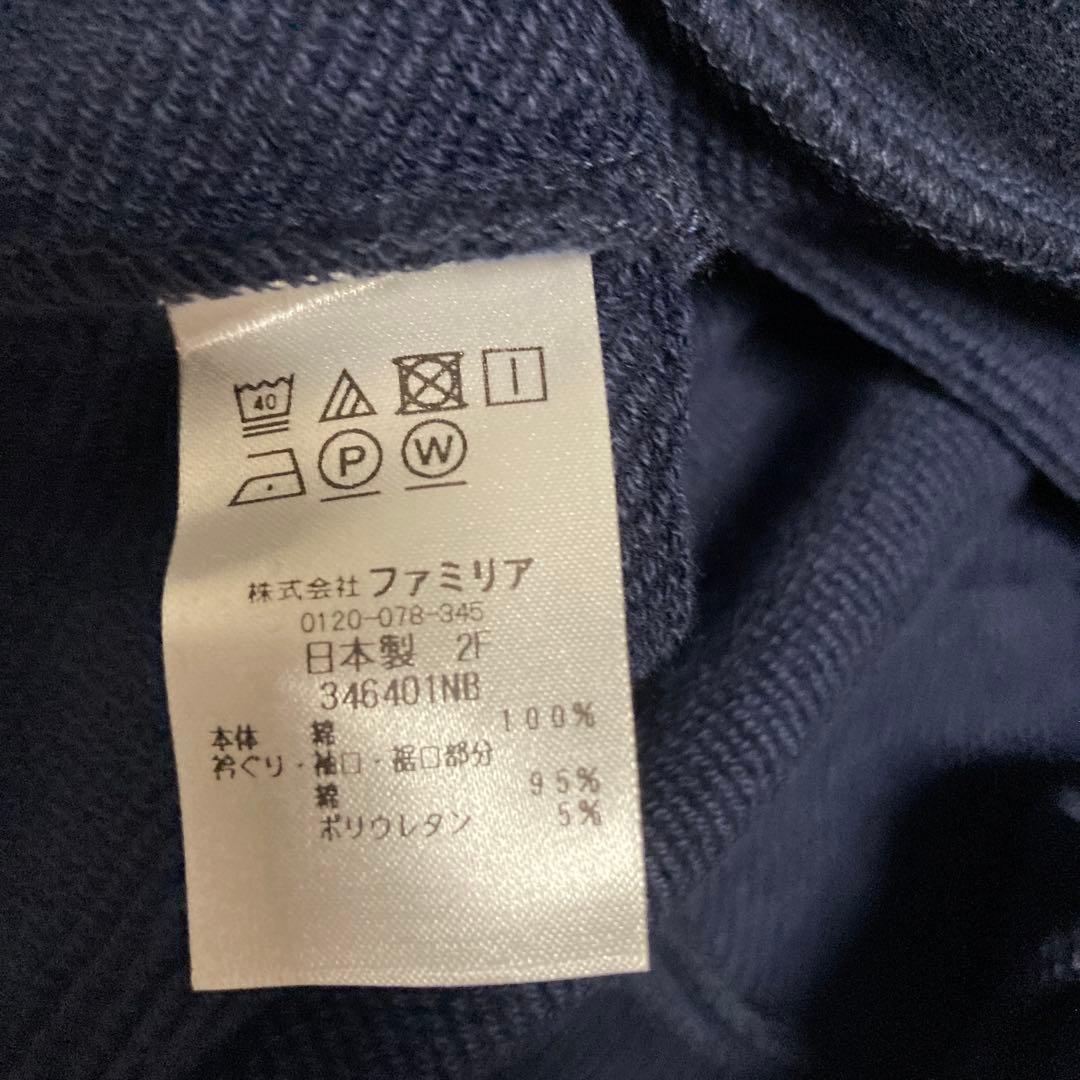 40
P W
株式会社 ファミリア
0120-078-345
日本製 2F
346401NB
本体 綿 100%
衿ぐり・袖口・裾口部分
綿 95%
ポリウレタン 5%